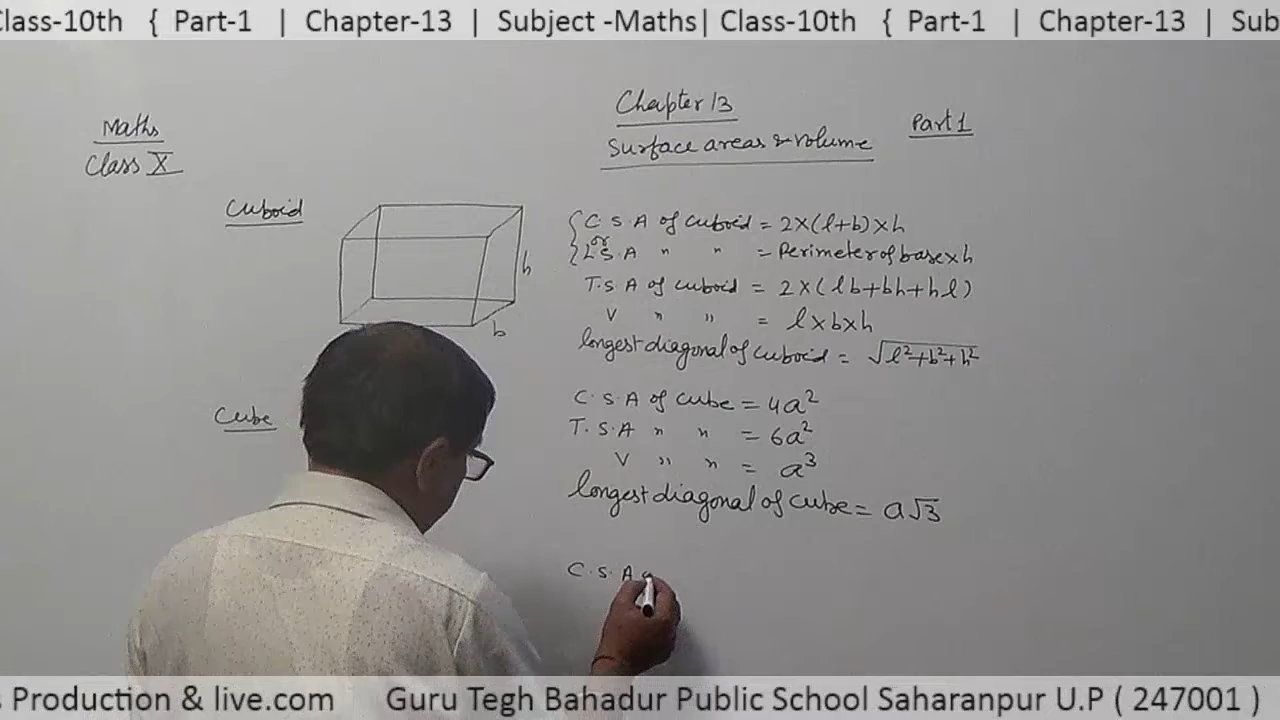 Class-10th { Part-1 | Chapter-13 | Subject -Maths| Class-10th { Part-1 | Chapter-13 | Sub
Maths
Class X
Chapter 13
Surface areas & volume
Part 1
Cuboid
h
b
{ C S A of cuboid = 2×(l+b)×h
or
L S A " " = Perimeter of base×h
T.S.A of cuboid = 2×(lb+bh+hl)
V " " = l×b×h
longest diagonal of cuboid = √l²+b²+h²
Cube
C.S.A of cube = 4a²
T.S.A " " = 6a²
V " " = a³
longest diagonal of cube = a√3
C.S.A
s Production & live.com Guru Tegh Bahadur Public School Saharanpur U.P ( 247001 )